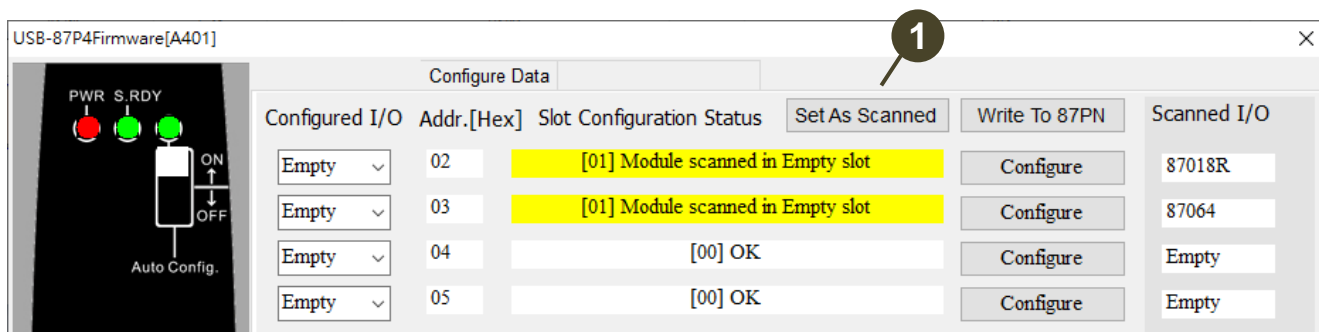 USB-87P4Firmware[A401]
1
Configure Data
PWR S.RDY
ON
OFF
Auto Config.
Configured I/O Addr.[Hex] Slot Configuration Status Set As Scanned Write To 87PN Scanned I/O
Empty 02 [01] Module scanned in Empty slot Configure 87018R
Empty 03 [01] Module scanned in Empty slot Configure 87064
Empty 04 [00] OK Configure Empty
Empty 05 [00] OK Configure Empty